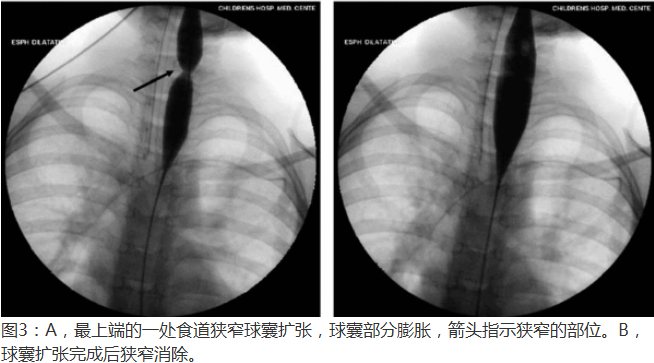 CHILDRENS HOSP MED. CENTE
ESPH DILATAT
CHILDRENS HOSP MED. CENTE
ESPH DILATAT
图3：A，最上端的一处食道狭窄球囊扩张，球囊部分膨胀，箭头指示狭窄的部位。B，
球囊扩张完成后狭窄消除。